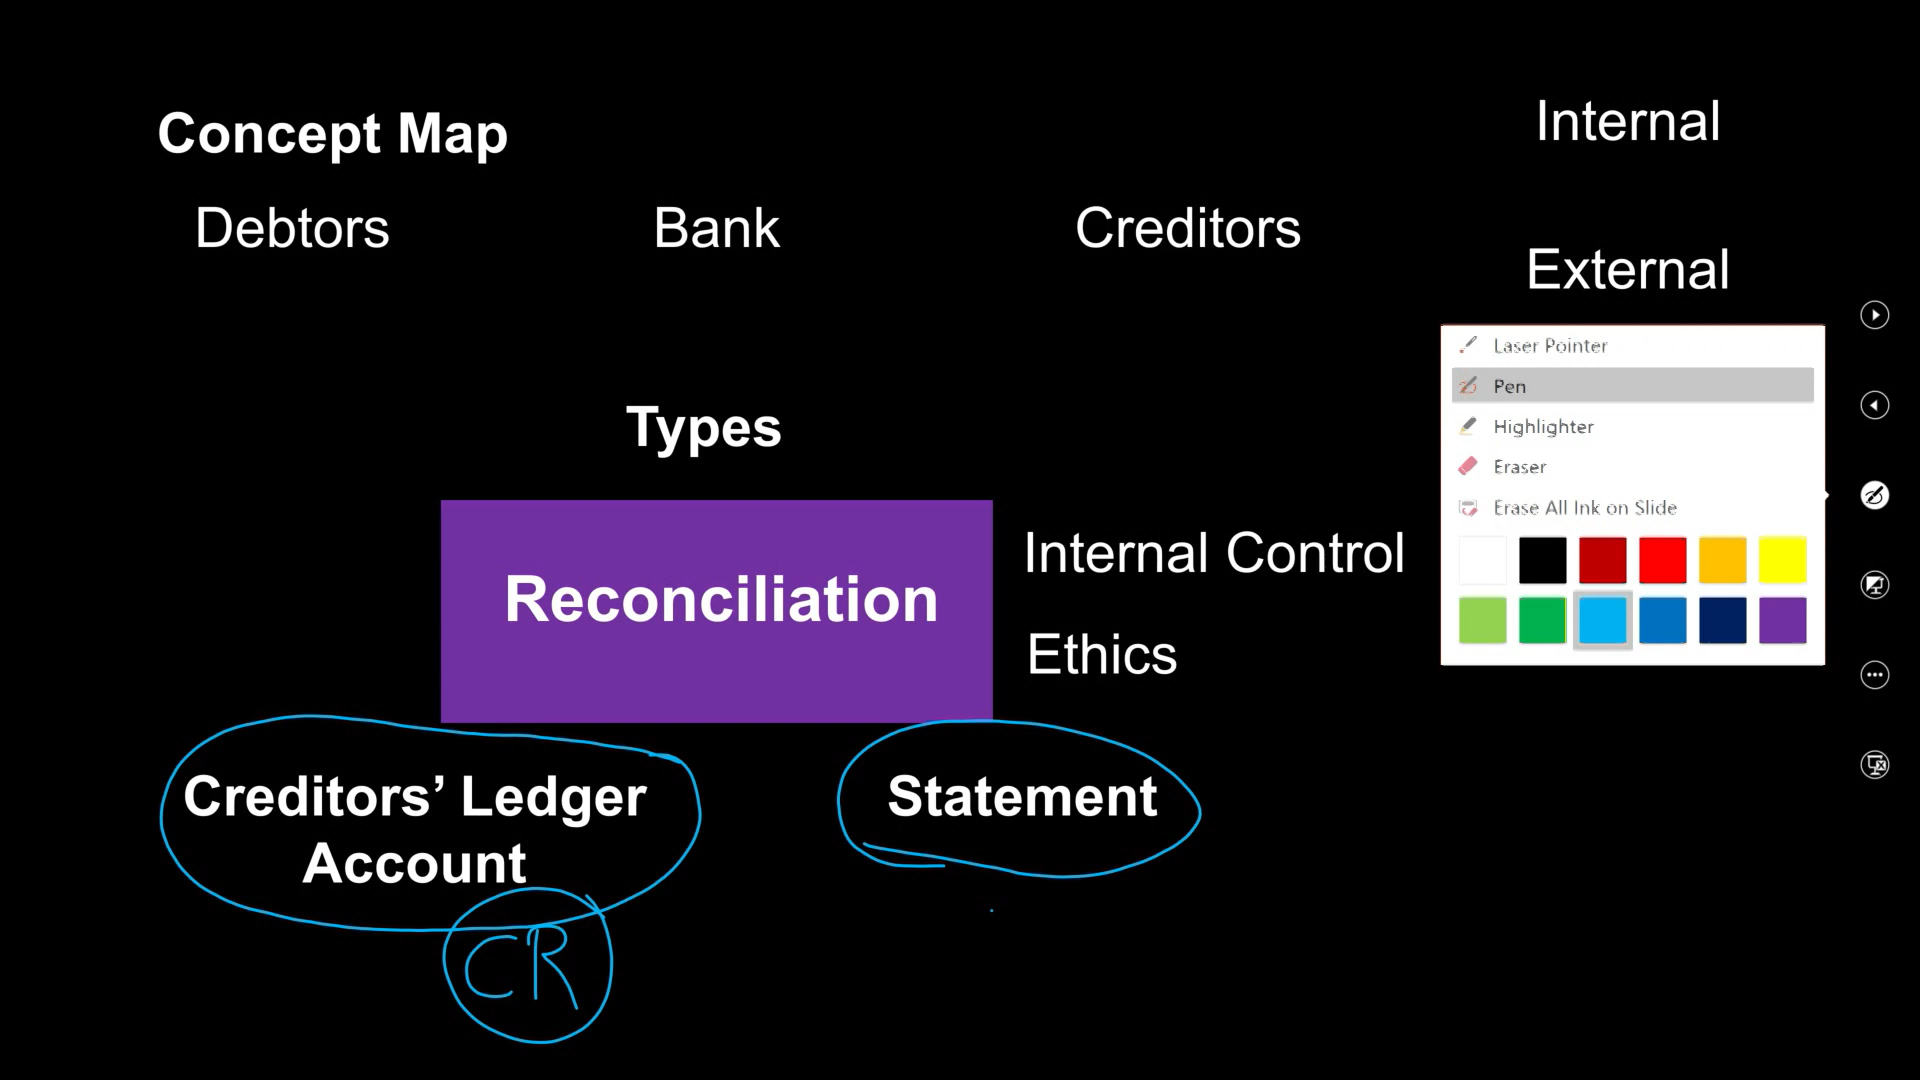 Concept Map
Internal
Debtors
Bank
Creditors
External
Laser Pointer
Pen
Highlighter
Eraser
Erase All Ink on Slide
Types
Reconciliation
Internal Control
Ethics
Creditors’ Ledger
Account
Statement
CR